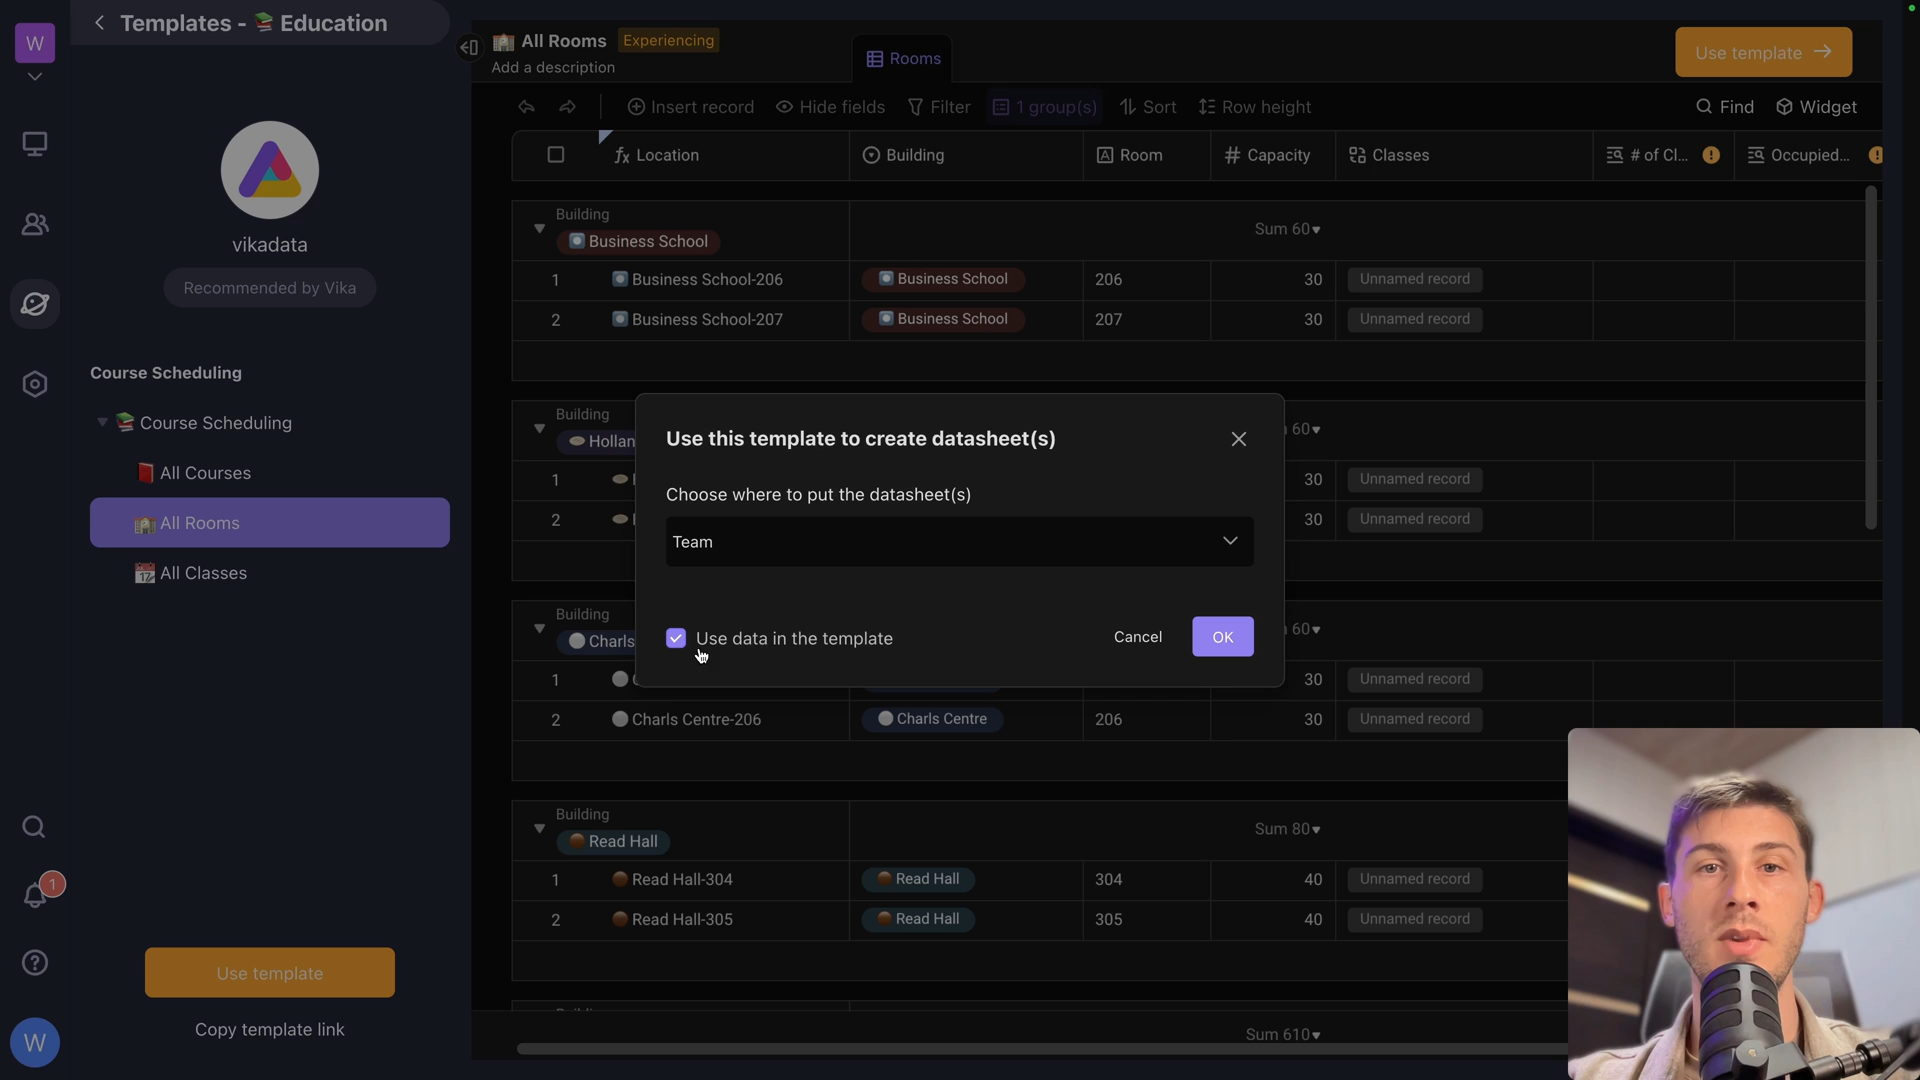 W
Templates - 📚 Education
vikadata
Recommended by Vika
Course Scheduling
📚 Course Scheduling
All Courses
All Rooms
All Classes
1
W
Use template
Copy template link
All Rooms Experiencing
Add a description
Rooms
Use template →
Insert record Hide fields Filter 1 group(s) Sort Row height Find Widget
Location Building Room Capacity Classes # of Cl... Occupied...
Building
Business School Sum 60
1 Business School-206 Business School 206 30 Unnamed record
2 Business School-207 Business School 207 30 Unnamed record
Building
Hollan 60
1 30 Unnamed record
2 30 Unnamed record
Use this template to create datasheet(s)
Choose where to put the datasheet(s)
Team
Use data in the template Cancel OK
Building
Charls 60
1 30 Unnamed record
2 Charls Centre-206 Charls Centre 206 30 Unnamed record
Building
Read Hall Sum 80
1 Read Hall-304 Read Hall 304 40 Unnamed record
2 Read Hall-305 Read Hall 305 40 Unnamed record
Sum 610